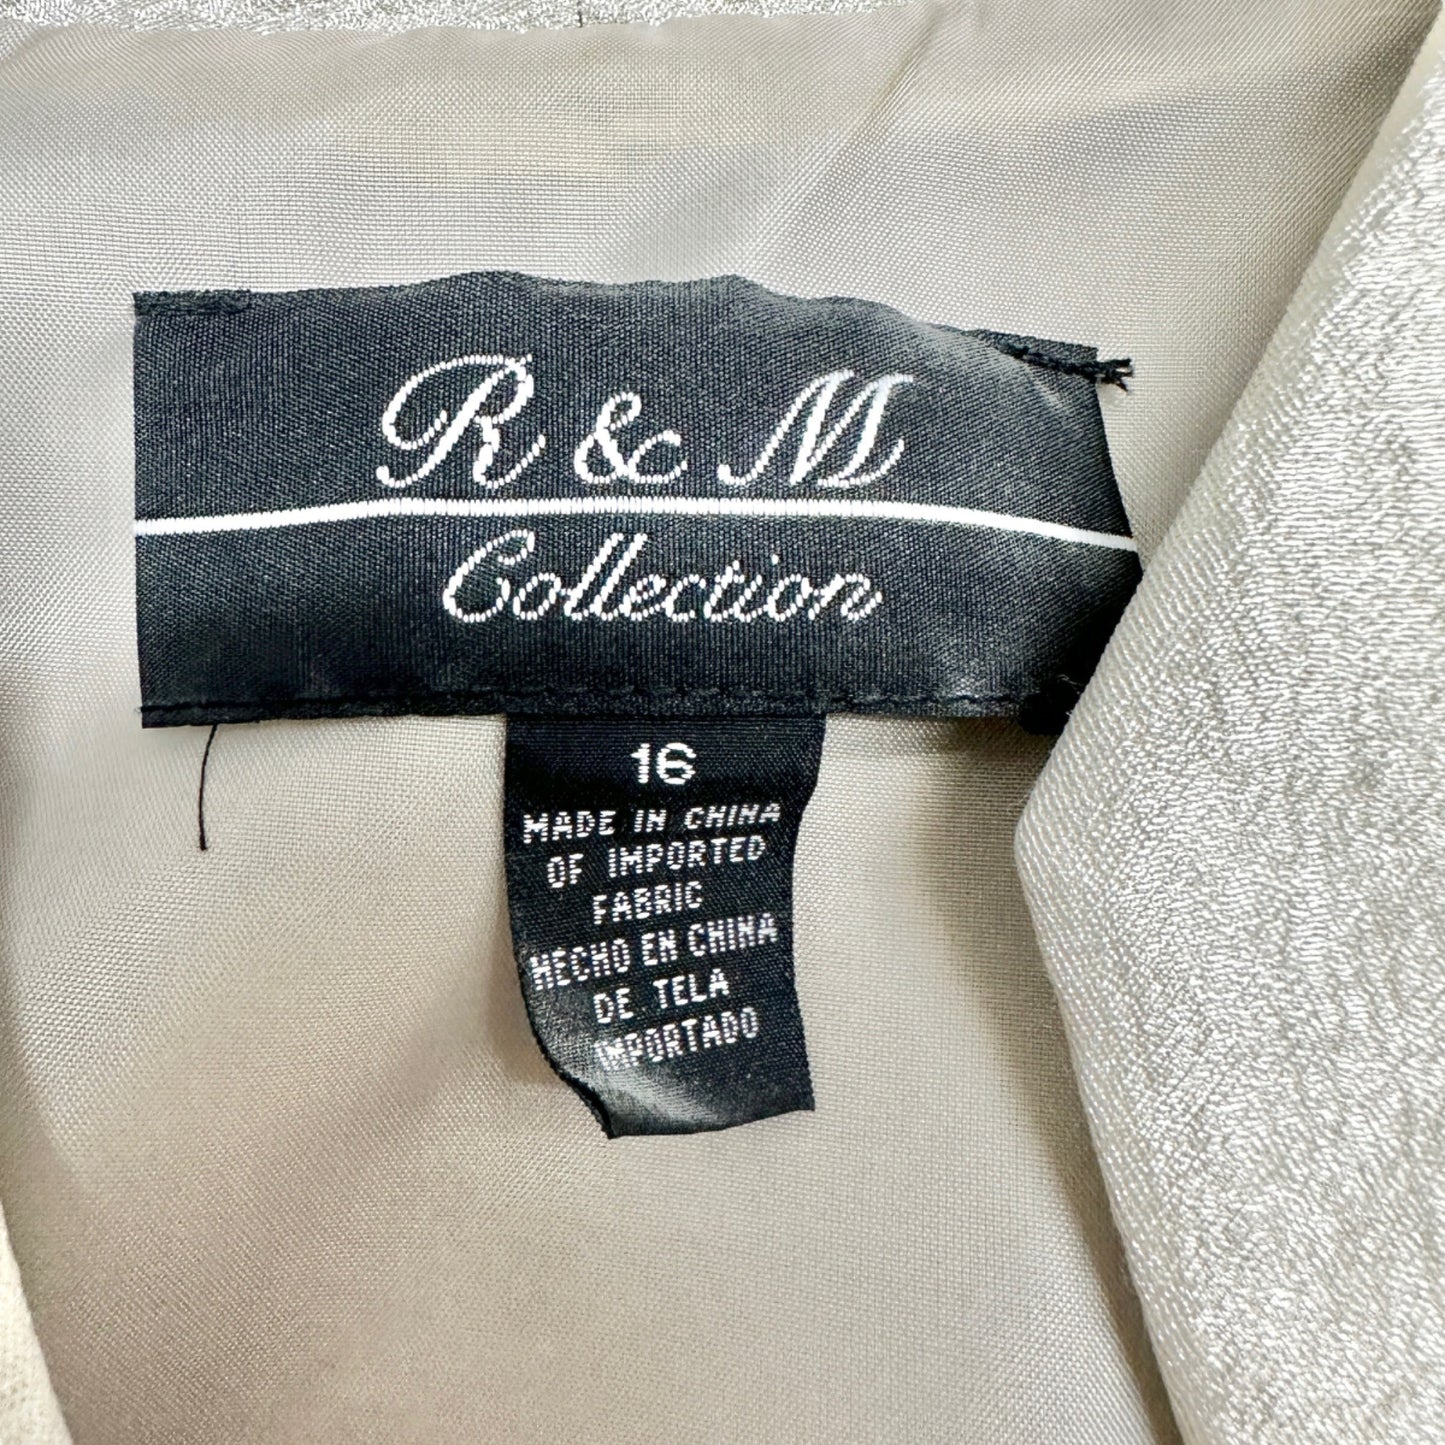 R & M
Collection
16
MADE IN CHINA
OF IMPORTED
FABRIC
HECHO EN CHINA
DE TELA
IMPORTADO